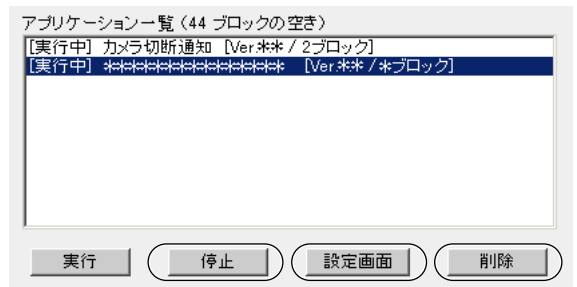 アプリケーション一覧(44 ブロックの空き)
[実行中] カメラ切断通知 [Ver.** / 2ブロック]
[実行中] ***************** [Ver.** / *ブロック]
実行 停止 設定画面 削除